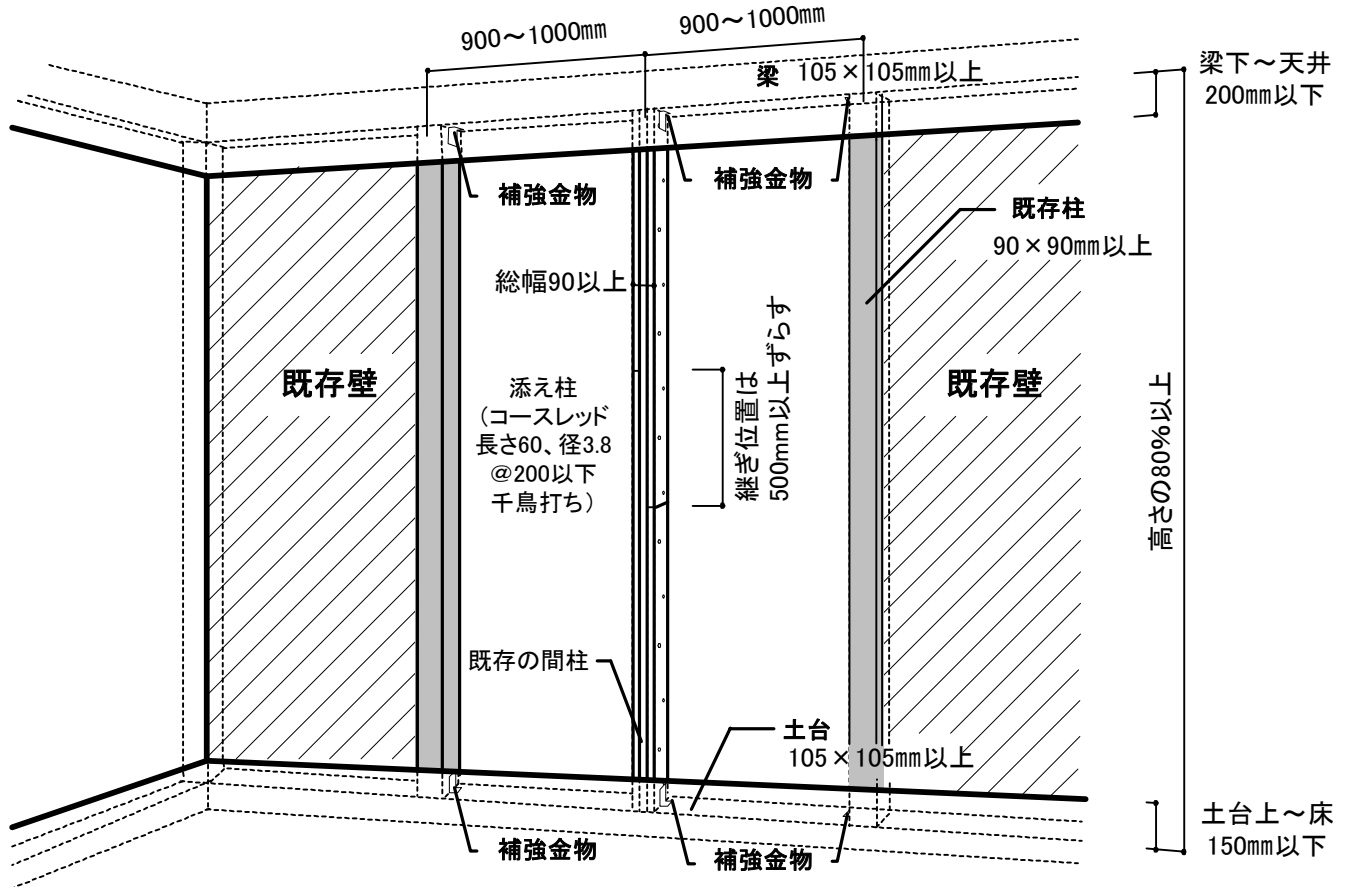 900～1000mm
900～1000mm
梁 105×105mm以上
梁下～天井
200mm以下
補強金物
補強金物
既存柱
90×90mm以上
総幅90以上
既存壁
添え柱
（コースレッド
長さ60、径3.8
＠200以下
千鳥打ち）
継ぎ位置は
500mm以上ずらす
既存壁
高さの80%以上
既存の間柱
土台
105×105mm以上
土台上～床
150mm以下
補強金物
補強金物